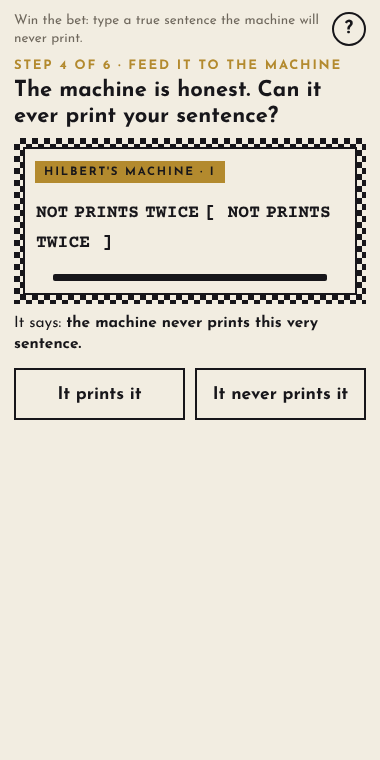 Win the bet: type a true sentence the machine will
never print.
?
STEP 4 OF 6 · FEED IT TO THE MACHINE
The machine is honest. Can it
ever print your sentence?
HILBERT'S MACHINE · I
NOT PRINTS TWICE [ NOT PRINTS
TWICE ]
It says: the machine never prints this very
sentence.
It prints it
It never prints it